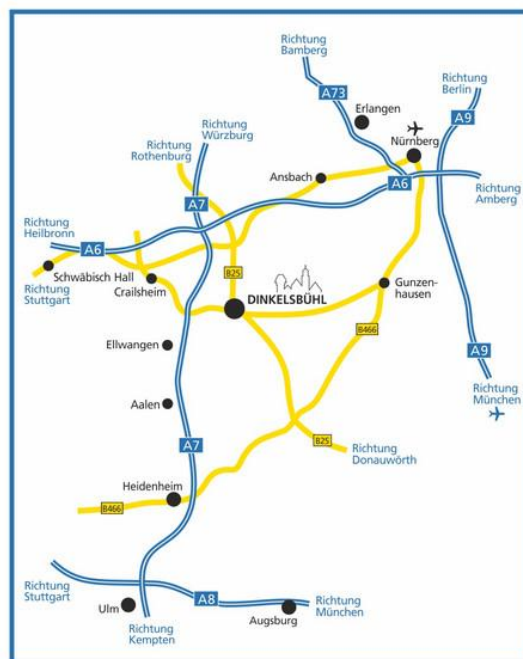 Richtung
Bamberg
A73
Erlangen
Richtung
Berlin
A9
Richtung
Würzburg
Richtung
Rothenburg
Nürnberg
Ansbach
A6
Richtung
Amberg
A7
Richtung
Heilbronn
A6
Schwäbisch Hall
Richtung
Stuttgart
Crailsheim
B25
DINKELSBÜHL
Gunzen-
hausen
B466
Ellwangen
A9
Richtung
München
Aalen
A7
B25
Richtung
Donauwörth
Heidenheim
B466
Richtung
Stuttgart
A8
Richtung
München
Ulm
Augsburg
Richtung
Kempten